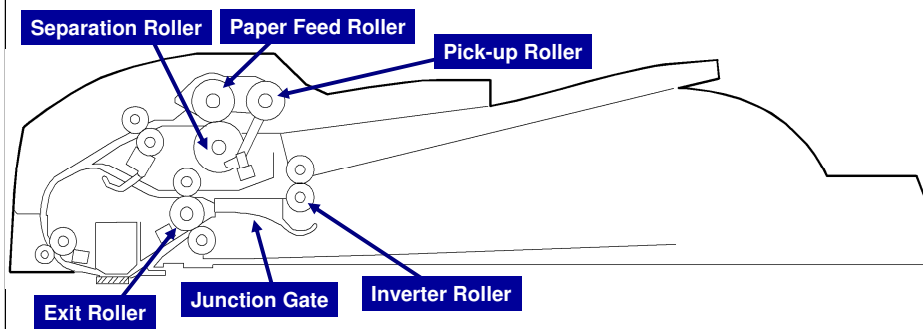 Separation Roller
Paper Feed Roller
Pick-up Roller
Exit Roller
Junction Gate
Inverter Roller